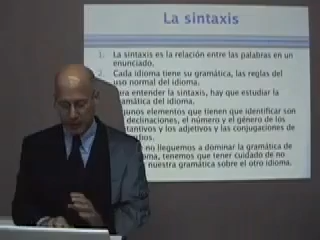 La sintaxis
1. La sintaxis es la relación entre las palabras en un
enunciado.
2. Cada idioma tiene su gramática, las reglas del
uso normal del idioma.
para entender la sintaxis, hay que estudiar la
gramática del idioma.
elementos que tienen que identificar son
declinaciones, el número y el género de los
y los adjetivos y las conjugaciones de
no lleguemos a dominar la gramática de
tenemos que tener cuidado de no
nuestra gramática sobre el otro idioma.